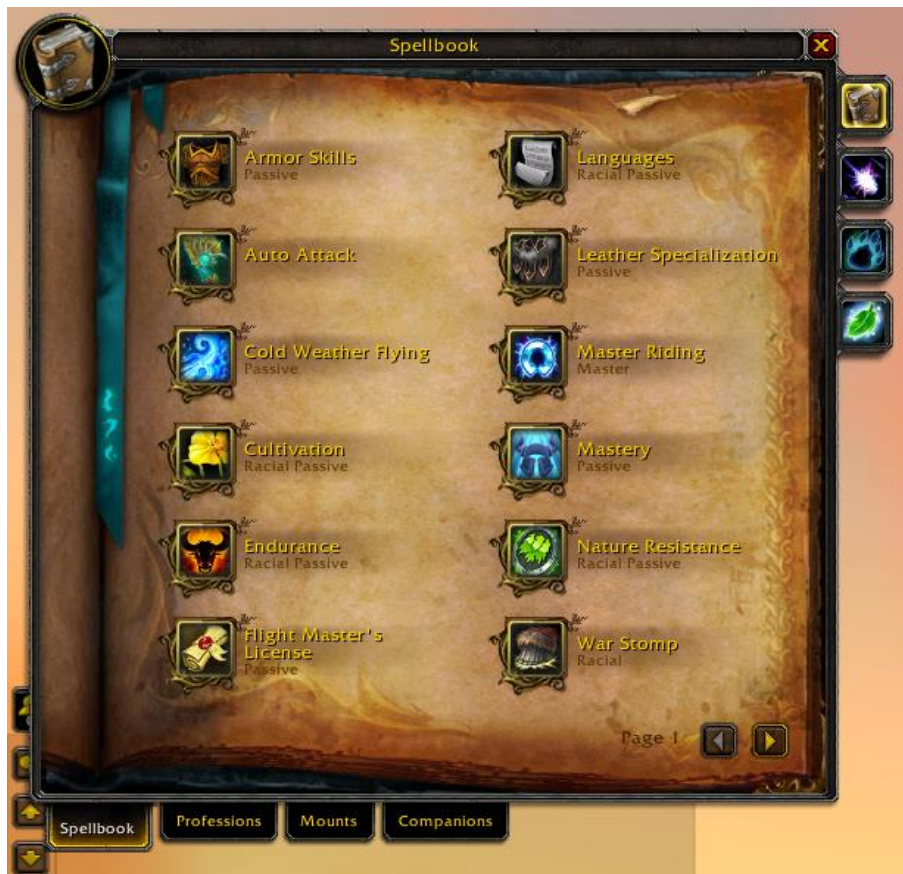 Spellbook
Armor Skills
Passive
Auto Attack
Cold Weather Flying
Passive
Cultivation
Racial Passive
Endurance
Racial Passive
Flight Master's
License
Passive
Languages
Racial Passive
Leather Specialization
Passive
Master Riding
Master
Mastery
Passive
Nature Resistance
Racial Passive
War Stomp
Racial
Page 1
Spellbook
Professions
Mounts
Companions